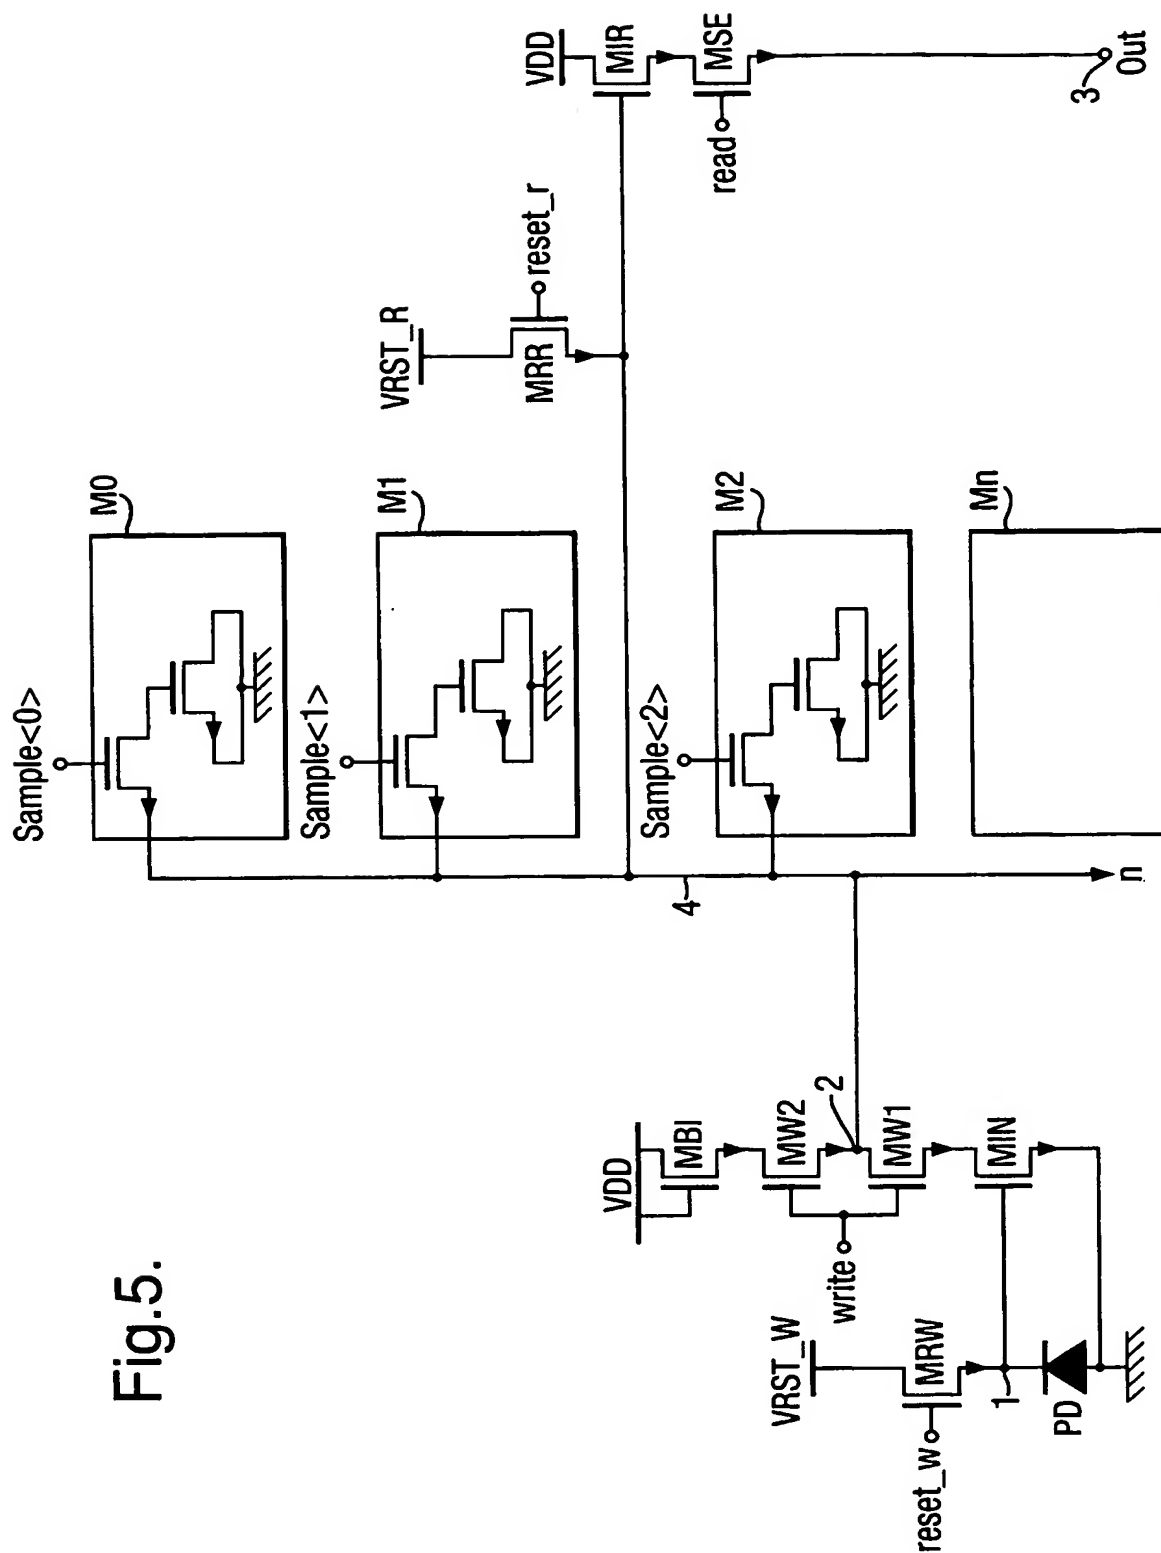 Fig.5.
Sample<0>
M0
Sample<1>
M1
Sample<2>
M2
Mn
4
n
VDD
MBI
MW2
2
MW1
MIN
write
VRST_W
MRW
reset_w
1
PD
VRST_R
MRR
reset_r
VDD
MIR
MSE
read
3
Out